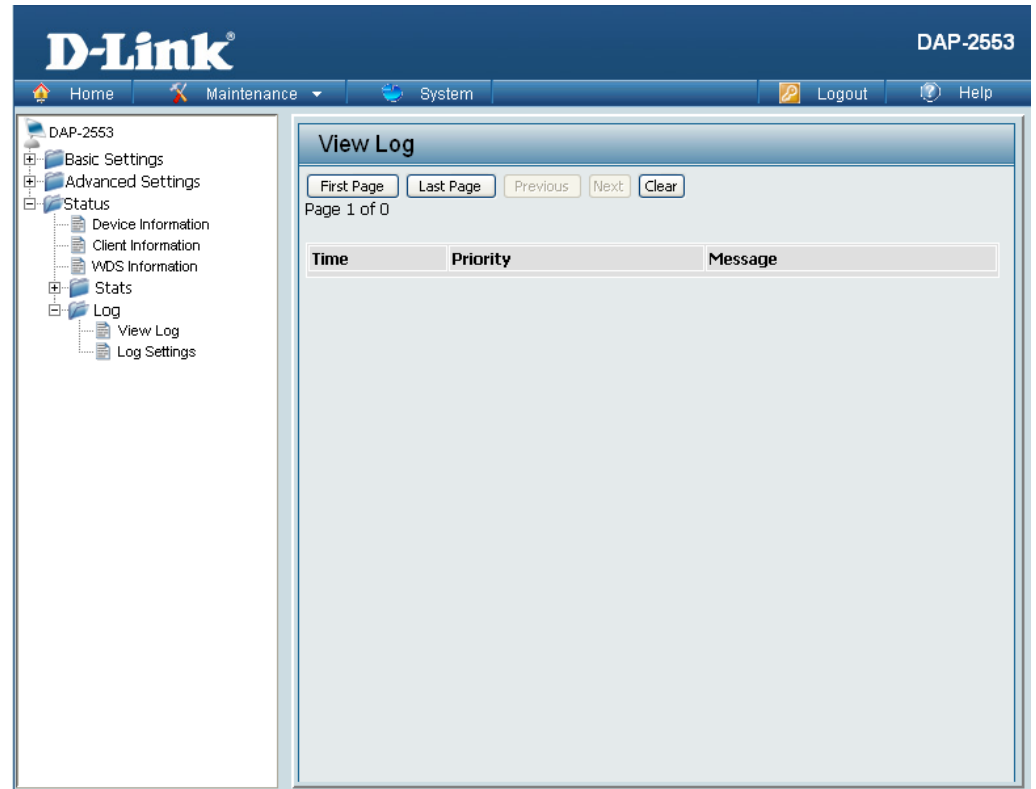 D-Link®
DAP-2553
Home Maintenance System Logout Help
DAP-2553
Basic Settings
Advanced Settings
Status
Device Information
Client Information
WDS Information
Stats
Log
View Log
Log Settings
View Log
First Page Last Page Previous Next Clear
Page 1 of 0
Time Priority Message